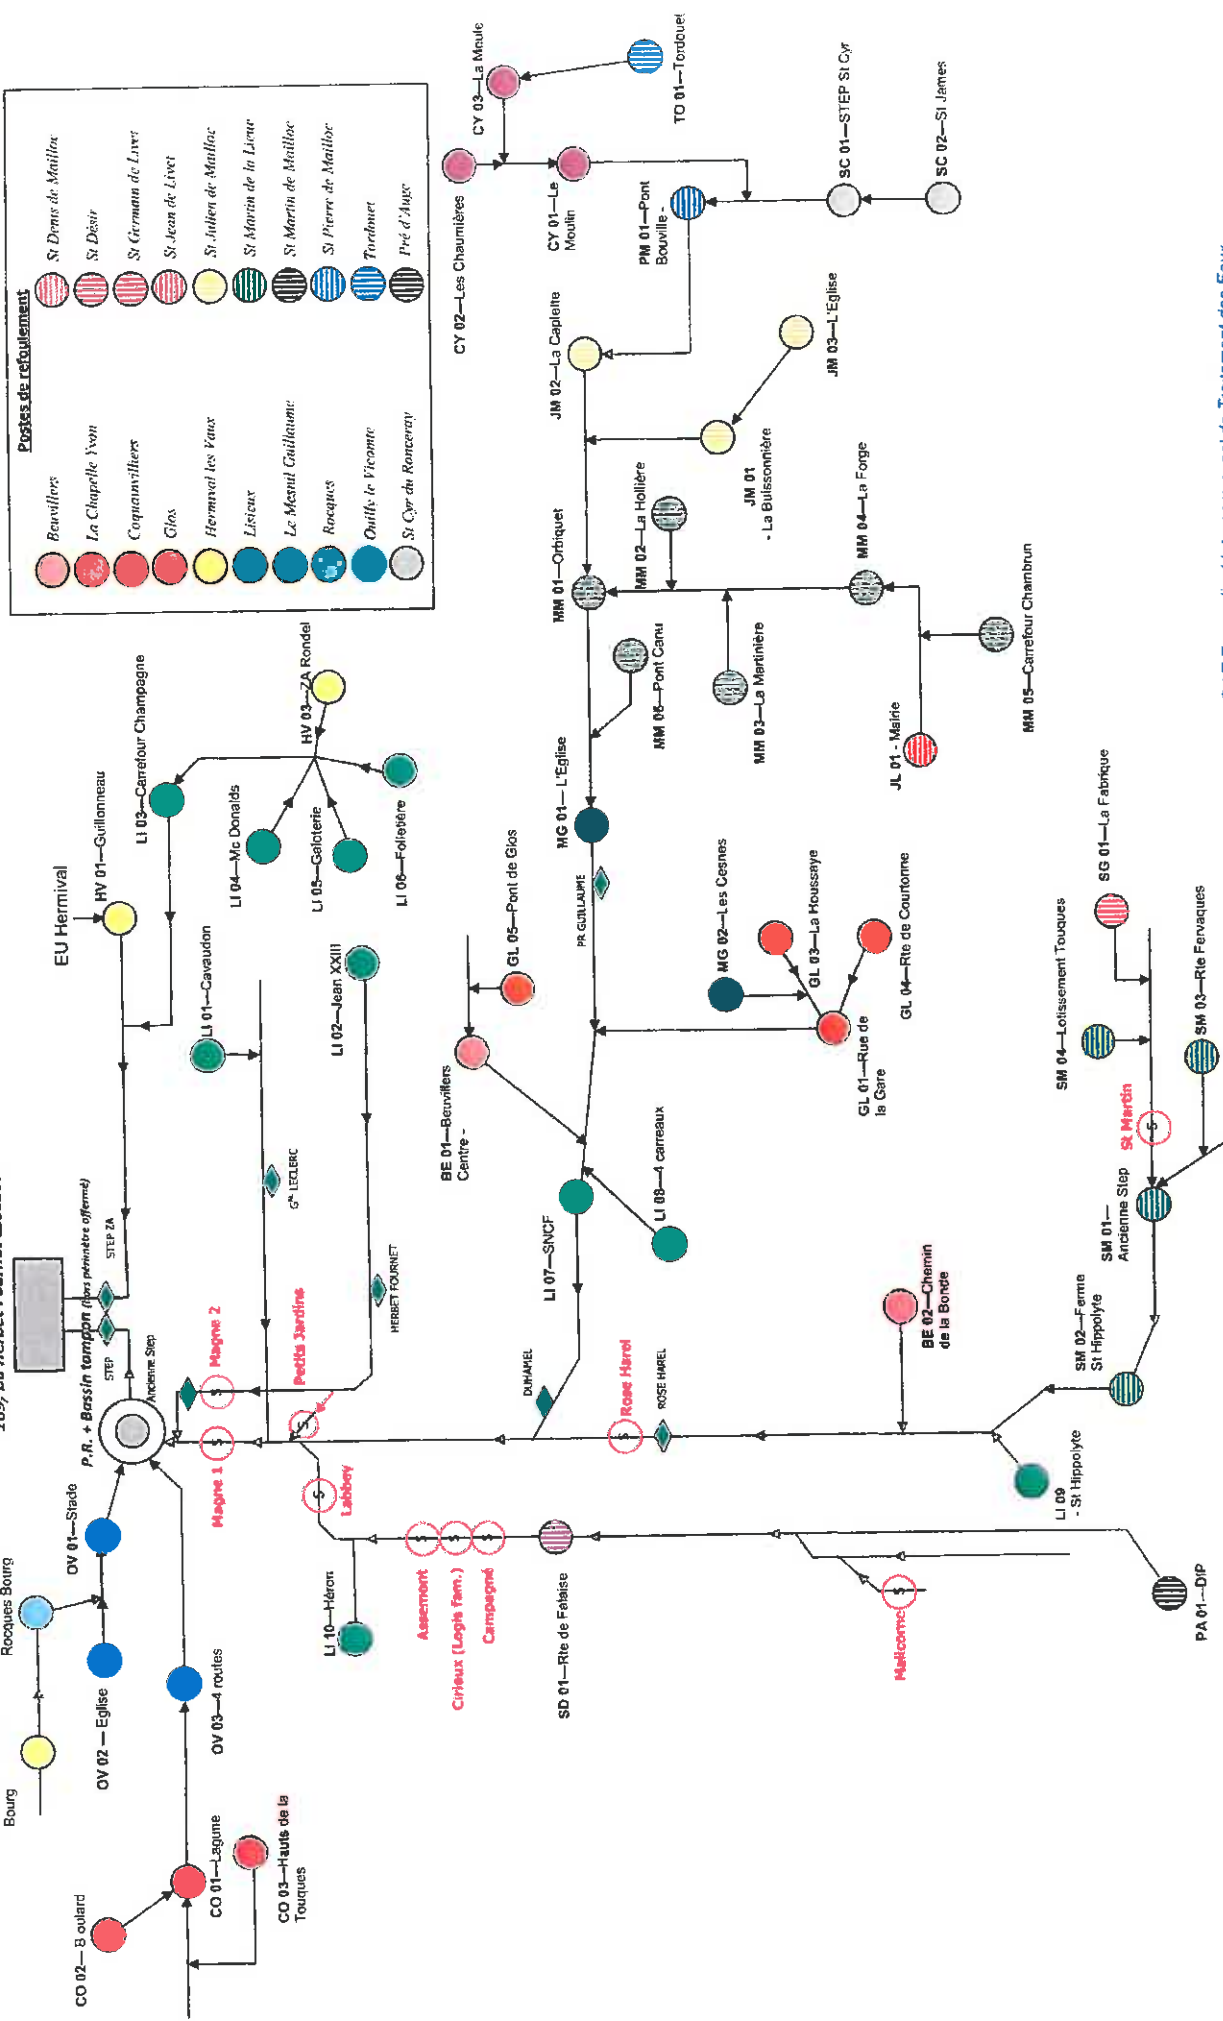 Postes de refoulement
Beuvillers
La Chapelle Yvon
Coquainvilliers
Glos
Hermival les Vaux
Lisieux
Le Mesnil Guillaume
Rocques
Ouilly le Vicomte
St Cyr du Ronceray
St Denis de Mailloc
St Désir
St Germain de Livet
St Jean de Livet
St Julien de Mailloc
St Martin de la Lieue
St Martin de Mailloc
St Pierre de Mailloc
Tordouet
Pré d'Auge
P.R. + Bassin tampon (hors périmètre affermé)
Ancienne Step
STEP
STEP ZA
EU Hermival
HV 01—Guillonneau
LI 03—Carrefour Champagne
HV 03—ZA Rondel
LI 04—Mc Donalds
LI 05—Galoterie
LI 06—Folletière
LI 01—Cavaudon
LI 02—Jean XXIII
Gal LECLERC
HERBET FOURNET
Magne 2
Magne 1
Petits Jardins
Labbey
Rocques Bourg
Bourg
OV 01—Stade
OV 02—Eglise
OV 03—4 routes
CO 02—Boulard
CO 01—Lagune
CO 03—Hauts de la
Touques
LI 10—Héron
Assemont
Cirieux (Logis fam.)
Campagne
SD 01—Rte de Falaise
Malicorne
PA 01—DIP
DUHAMEL
Rose Harel
ROSE HAREL
LI 07—SNCF
LI 08—4 carreaux
BE 01—Beuvillers
Centre -
GL 05—Pont de Glos
PR GUILLAUME
MG 01—L'Eglise
MG 02—Les Cesnes
GL 03—La Houssaye
GL 04—Rte de Courtonne
GL 01—Rue de
la Gare
MM 01—Orbiquet
MM 02—La Hollière
MM 06—Pont Canu
MM 03—La Martinière
MM 04—La Forge
JL 01 - Mairie
MM 05—Carrefour Chambrun
JM 02—La Caplette
JM 01
- La Buissonnière
JM 03—L'Eglise
PM 01—Pont
Bouville -
CY 02—Les Chaumières
CY 03—La Meule
CY 01—Le
Moulin
TO 01—Tordouet
SC 01—STEP St Cyr
SC 02—St James
BE 02—Chemin
de la Bonde
LI 09
- St Hippolyte
SM 02—Ferme
St Hippolyte
SM 01—
Ancienne Step
St Martin
SM 04—Lotissement Touques
SG 01—La Fabrique
SM 03—Rte Fervaques